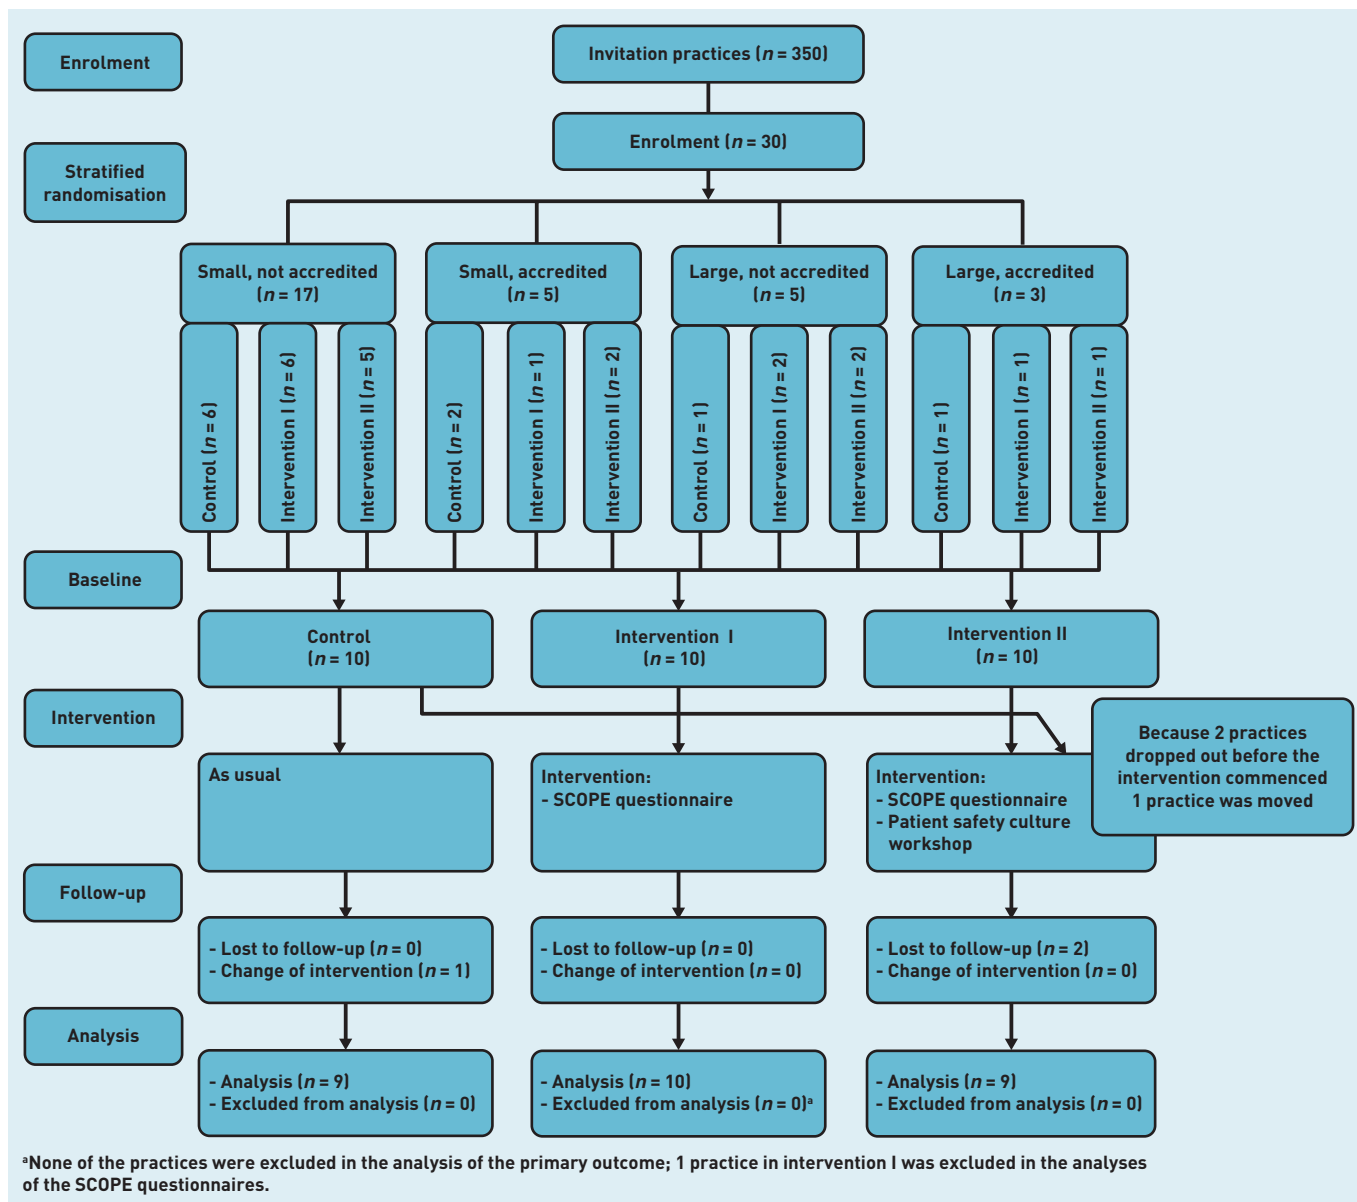 Enrolment
Invitation practices (n = 350)
Enrolment (n = 30)
Stratified
randomisation
Small, not accredited
(n = 17)
Small, accredited
(n = 5)
Large, not accredited
(n = 5)
Large, accredited
(n = 3)
Control (n = 6)
Intervention I (n = 6)
Intervention II (n = 5)
Control (n = 2)
Intervention I (n = 1)
Intervention II (n = 2)
Control (n = 1)
Intervention I (n = 2)
Intervention II (n = 2)
Control (n = 1)
Intervention I (n = 1)
Intervention II (n = 1)
Baseline
Control
(n = 10)
Intervention I
(n = 10)
Intervention II
(n = 10)
Intervention
Because 2 practices
dropped out before the
intervention commenced
1 practice was moved
As usual
Intervention:
- SCOPE questionnaire
Intervention:
- SCOPE questionnaire
- Patient safety culture
workshop
Follow-up
- Lost to follow-up (n = 0)
- Change of intervention (n = 1)
- Lost to follow-up (n = 0)
- Change of intervention (n = 0)
- Lost to follow-up (n = 2)
- Change of intervention (n = 0)
Analysis
- Analysis (n = 9)
- Excluded from analysis (n = 0)
- Analysis (n = 10)
- Excluded from analysis (n = 0)ᵃ
- Analysis (n = 9)
- Excluded from analysis (n = 0)
ᵃNone of the practices were excluded in the analysis of the primary outcome; 1 practice in intervention I was excluded in the analyses
of the SCOPE questionnaires.